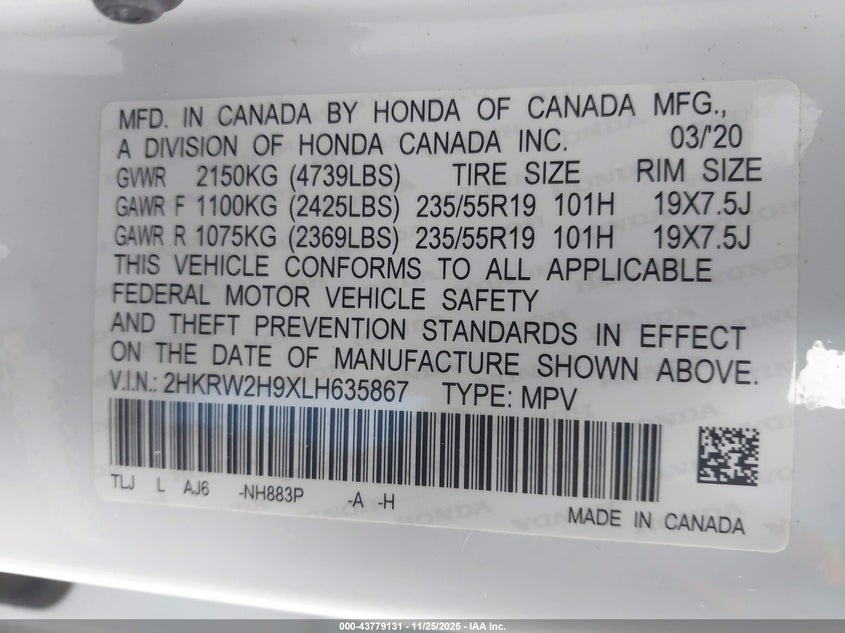 MFD. IN CANADA BY HONDA OF CANADA MFG.,
A DIVISION OF HONDA CANADA INC. 03/'20
GVWR 2150KG (4739LBS) TIRE SIZE RIM SIZE
GAWR F 1100KG (2425LBS) 235/55R19 101H 19X7.5J
GAWR R 1075KG (2369LBS) 235/55R19 101H 19X7.5J
THIS VEHICLE CONFORMS TO ALL APPLICABLE
FEDERAL MOTOR VEHICLE SAFETY
AND THEFT PREVENTION STANDARDS IN EFFECT
ON THE DATE OF MANUFACTURE SHOWN ABOVE.
V.I.N.: 2HKRW2H9XLH635867 TYPE: MPV
TLJ L AJ6 -NH883P -A -H
MADE IN CANADA
000-43779131 - 11/25/2025 - IAA Inc.